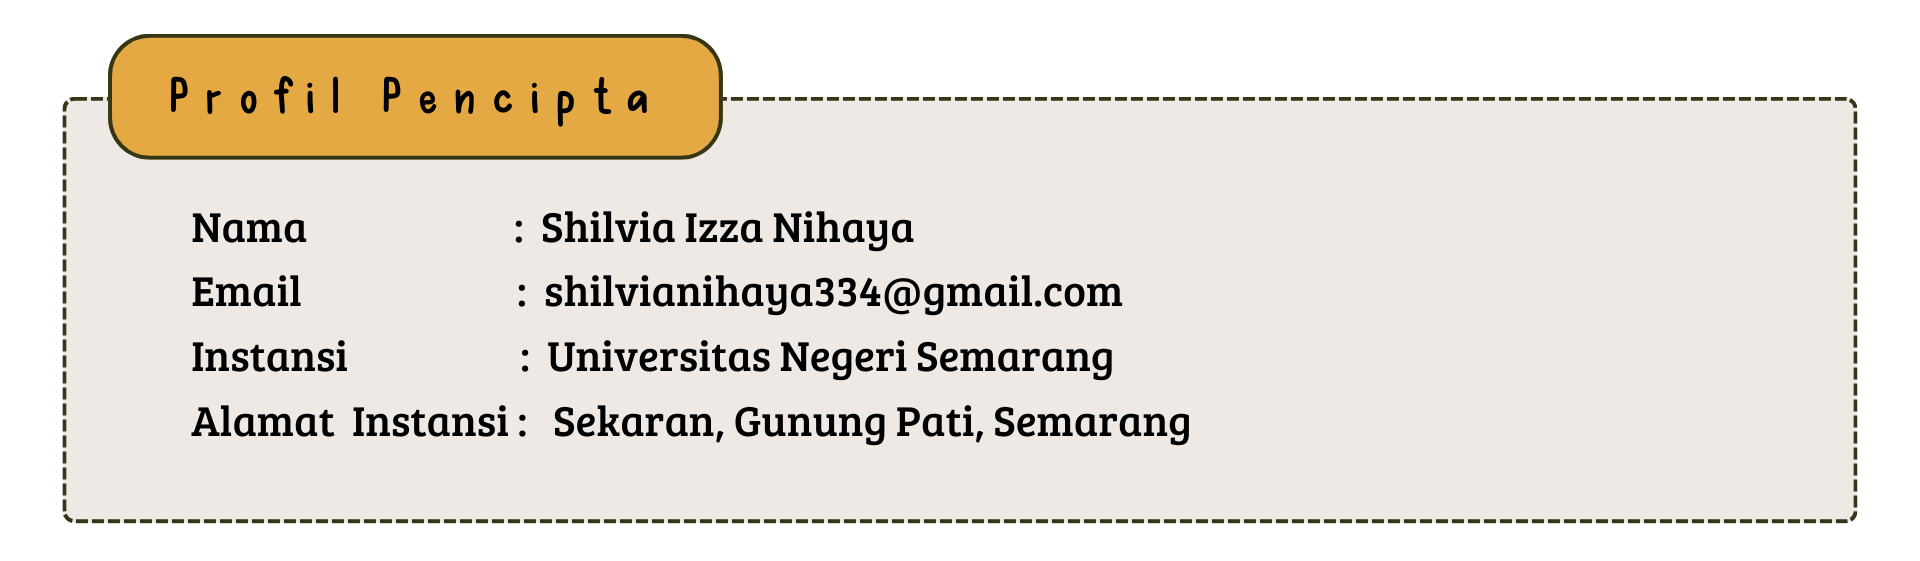 Profil Pencipta
Nama : Shilvia Izza Nihaya
Email : shilvianihaya334@gmail.com
Instansi : Universitas Negeri Semarang
Alamat Instansi : Sekaran, Gunung Pati, Semarang